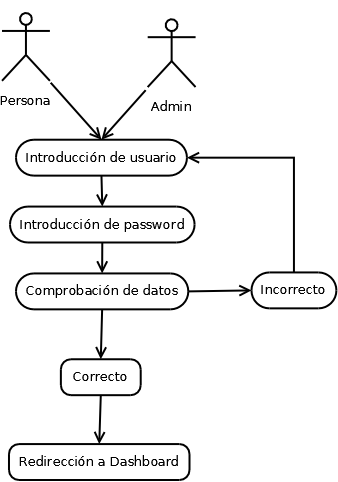 Persona
Admin
Introducción de usuario
Introducción de password
Comprobación de datos
Incorrecto
Correcto
Redirección a Dashboard